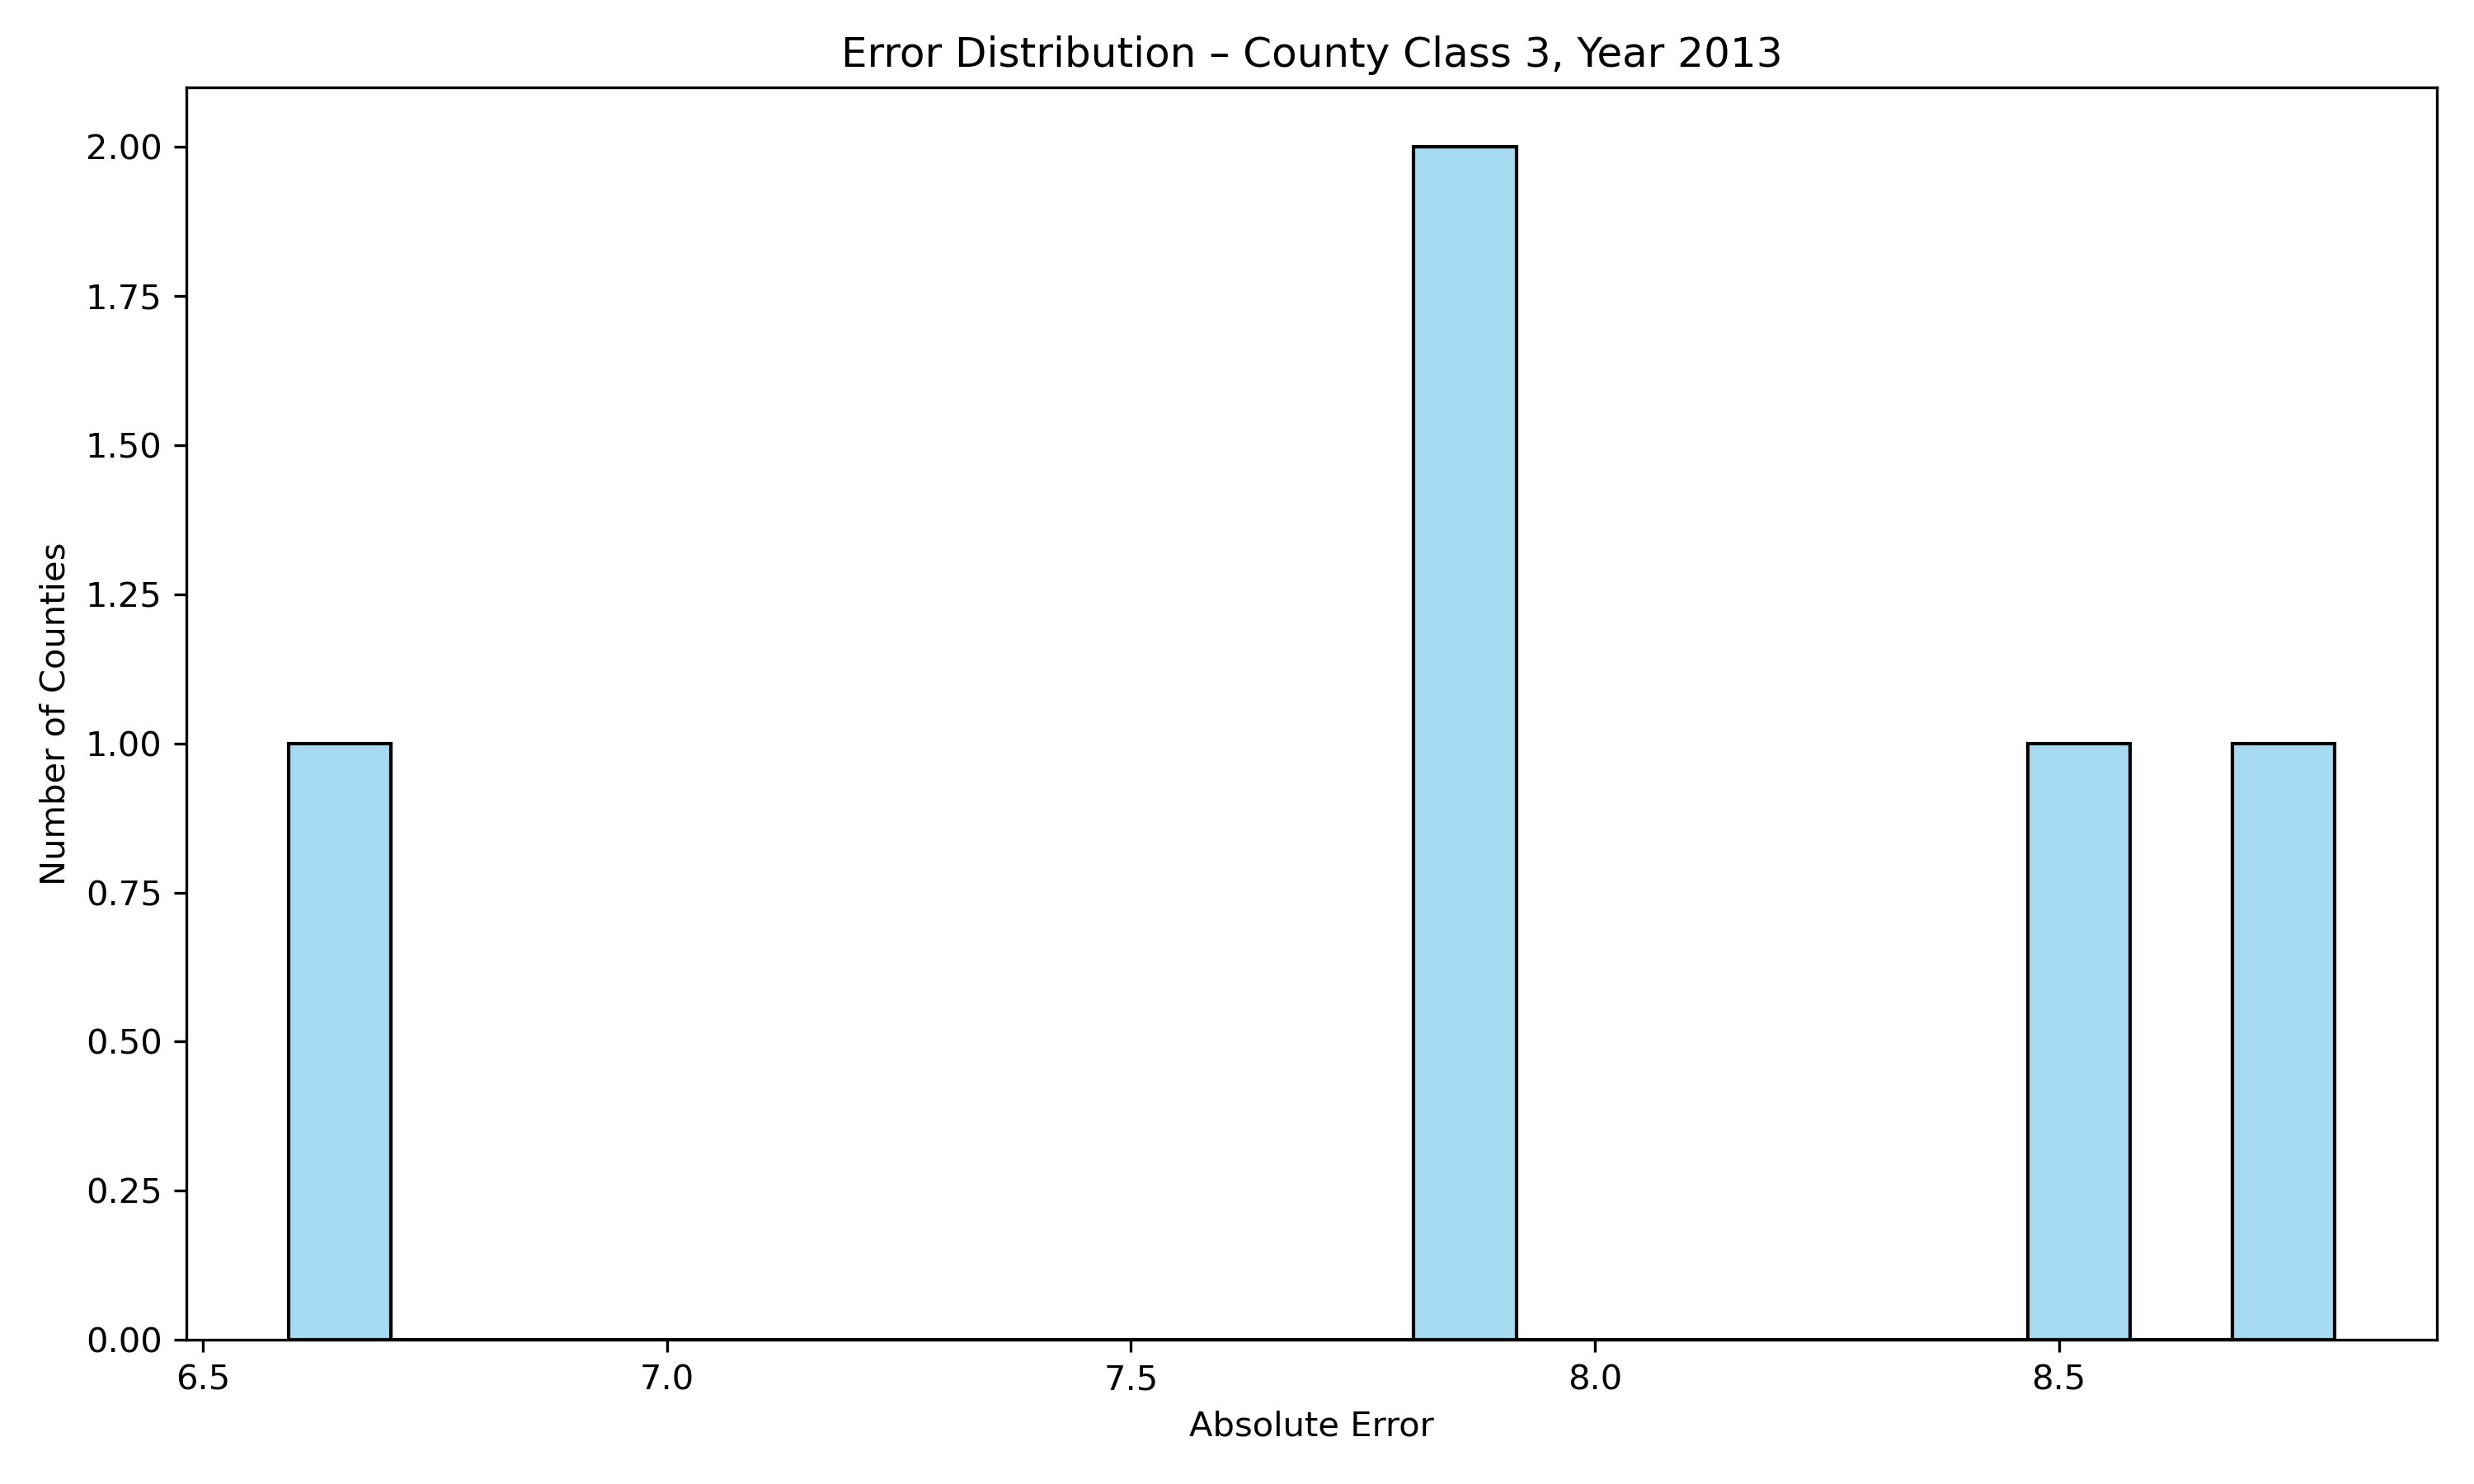 Error Distribution – County Class 3, Year 2013
2.00
1.75
1.50
1.25
1.00
0.75
0.50
0.25
0.00
Number of Counties
6.5 7.0 7.5 8.0 8.5
Absolute Error